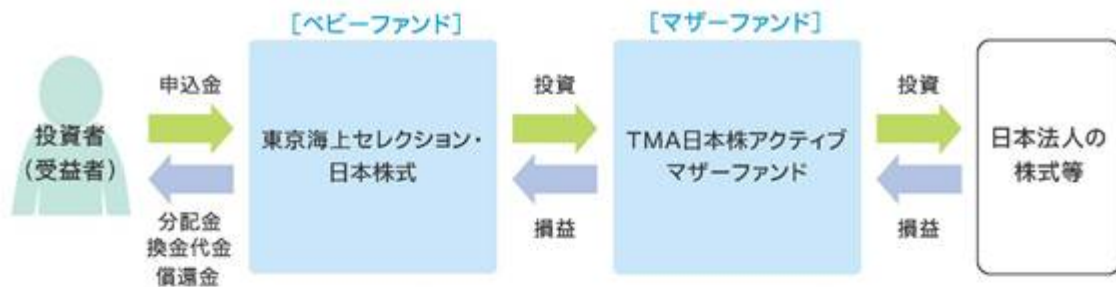 [ベビーファンド]
[マザーファンド]
申込金
投資
投資
投資者
(受益者)
東京海上セレクション・
日本株式
TMA日本株アクティブ
マザーファンド
日本法人の
株式等
分配金
換金代金
償還金
損益
損益